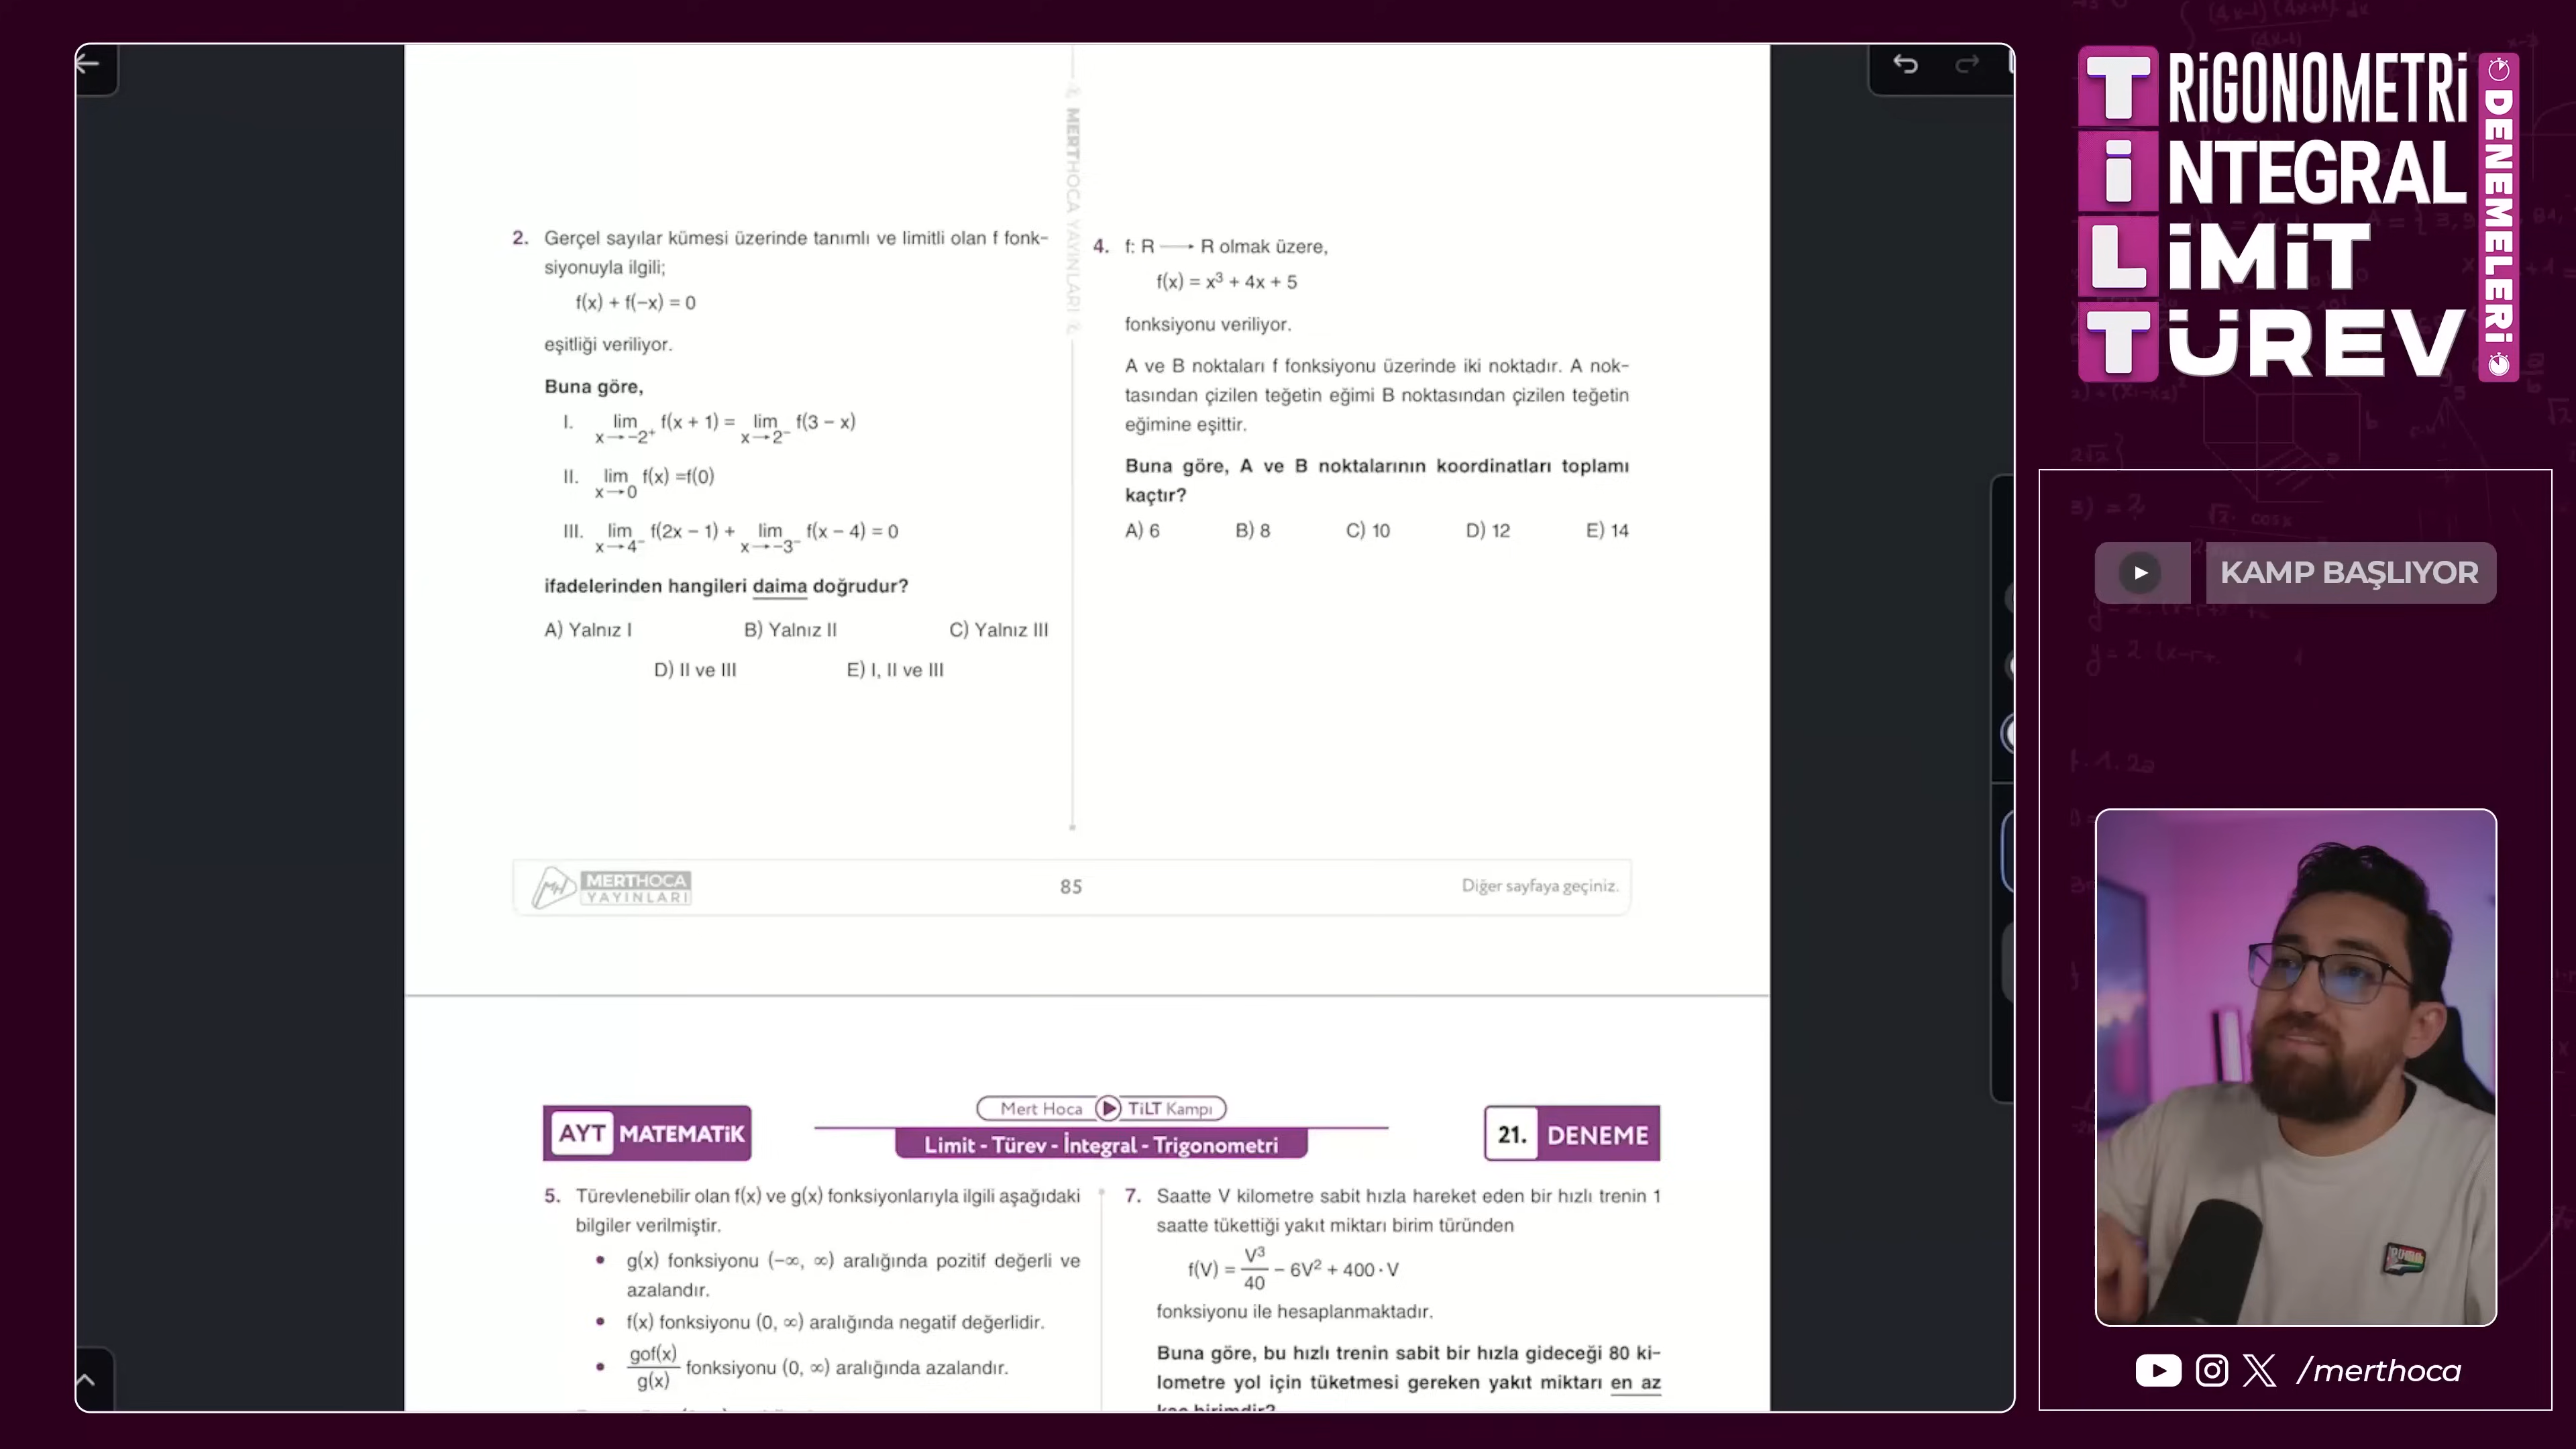 MERTHOCA YAYINLARI
2. Gerçel sayılar kümesi üzerinde tanımlı ve limitli olan f fonk-
siyonuyla ilgili;
f(x) + f(−x) = 0
eşitliği veriliyor.
Buna göre,
I. lim x→−2⁺ f(x + 1) = lim x→2⁻ f(3 − x)
II. lim x→0 f(x) =f(0)
III. lim x→4⁻ f(2x − 1) + lim x→−3⁻ f(x − 4) = 0
ifadelerinden hangileri daima doğrudur?
A) Yalnız I B) Yalnız II C) Yalnız III
D) II ve III E) I, II ve III
4. f: R → R olmak üzere,
f(x) = x³ + 4x + 5
fonksiyonu veriliyor.
A ve B noktaları f fonksiyonu üzerinde iki noktadır. A nok-
tasından çizilen teğetin eğimi B noktasından çizilen teğetin
eğimine eşittir.
Buna göre, A ve B noktalarının koordinatları toplamı
kaçtır?
A) 6 B) 8 C) 10 D) 12 E) 14
MERTHOCA
YAYINLARI
85
Diğer sayfaya geçiniz.
AYT MATEMATiK
Mert Hoca TiLT Kampı
Limit - Türev - İntegral - Trigonometri
21. DENEME
5. Türevlenebilir olan f(x) ve g(x) fonksiyonlarıyla ilgili aşağıdaki
bilgiler verilmiştir.
• g(x) fonksiyonu (−∞, ∞) aralığında pozitif değerli ve
azalandır.
• f(x) fonksiyonu (0, ∞) aralığında negatif değerlidir.
• gof(x)/g(x) fonksiyonu (0, ∞) aralığında azalandır.
7. Saatte V kilometre sabit hızla hareket eden bir hızlı trenin 1
saatte tükettiği yakıt miktarı birim türünden
f(V) = V³/40 − 6V² + 400 · V
fonksiyonu ile hesaplanmaktadır.
Buna göre, bu hızlı trenin sabit bir hızla gideceği 80 ki-
lometre yol için tüketmesi gereken yakıt miktarı en az
kaç birimdir?
TRiGONOMETRi
iNTEGRAL
LiMiT
TÜREV
DENEMELERi
KAMP BAŞLIYOR
/merthoca